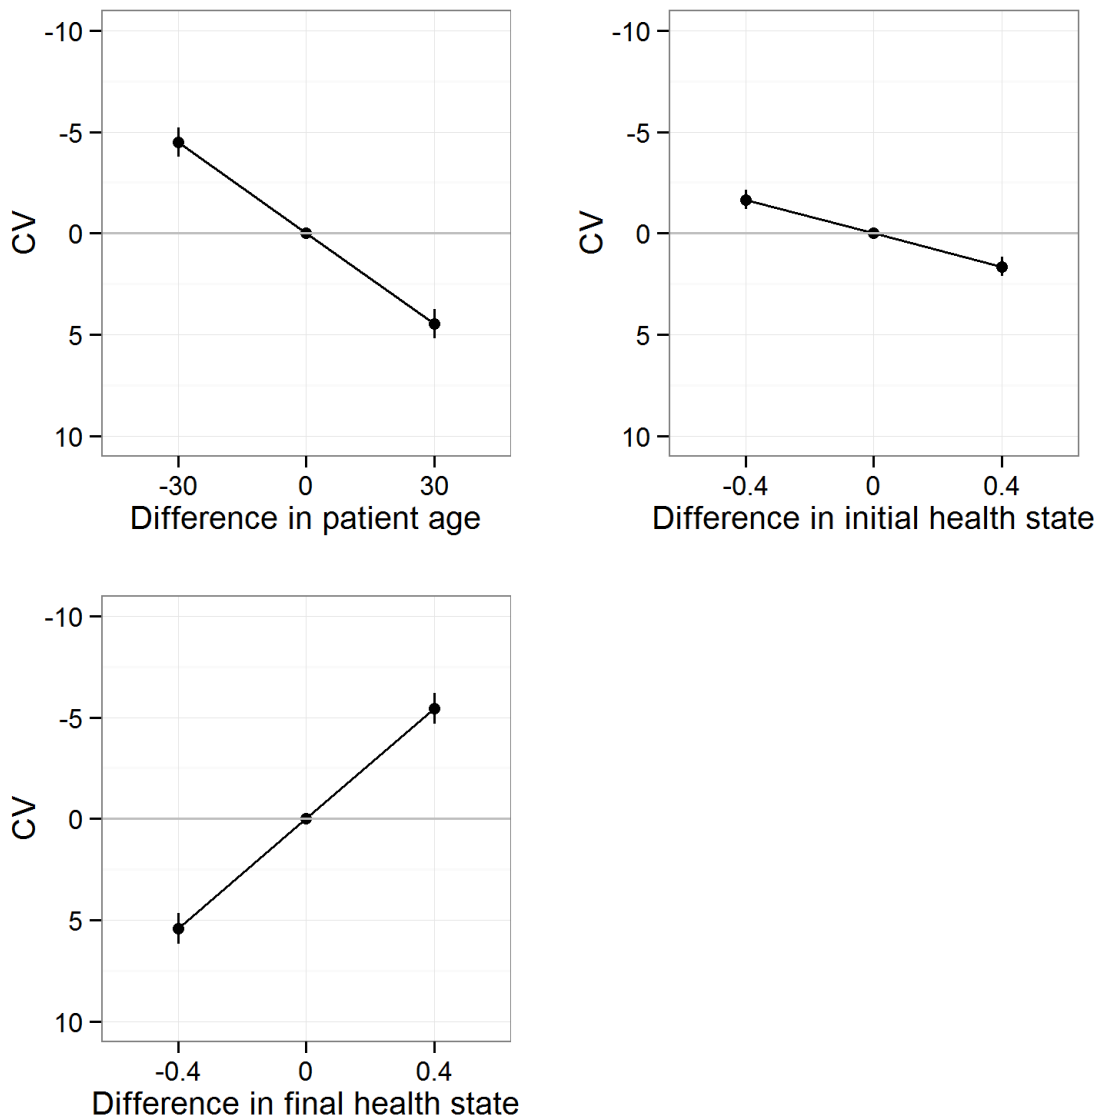 -10
-5
0
5
10
CV
-30 0 30
Difference in patient age
-10
-5
0
5
10
CV
-0.4 0 0.4
Difference in initial health state
-10
-5
0
5
10
CV
-0.4 0 0.4
Difference in final health state